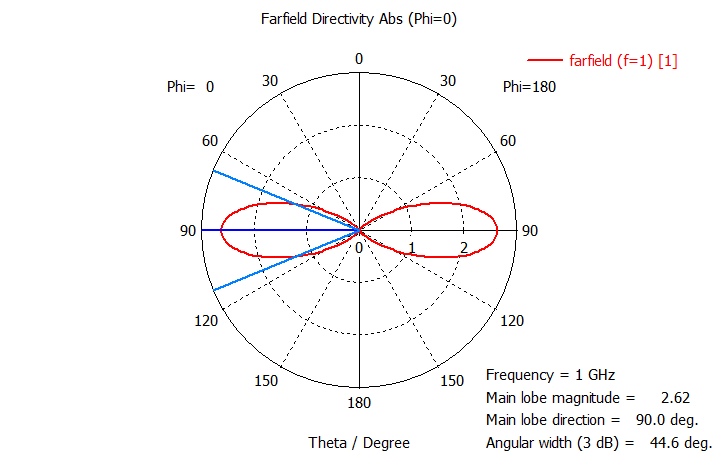 Farfield Directivity Abs (Phi=0)
farfield (f=1) [1]
0
30
30
Phi= 0
Phi=180
60
60
90
0
1
2
90
120
120
150
150
180
Theta / Degree
Frequency = 1 GHz
Main lobe magnitude = 2.62
Main lobe direction = 90.0 deg.
Angular width (3 dB) = 44.6 deg.